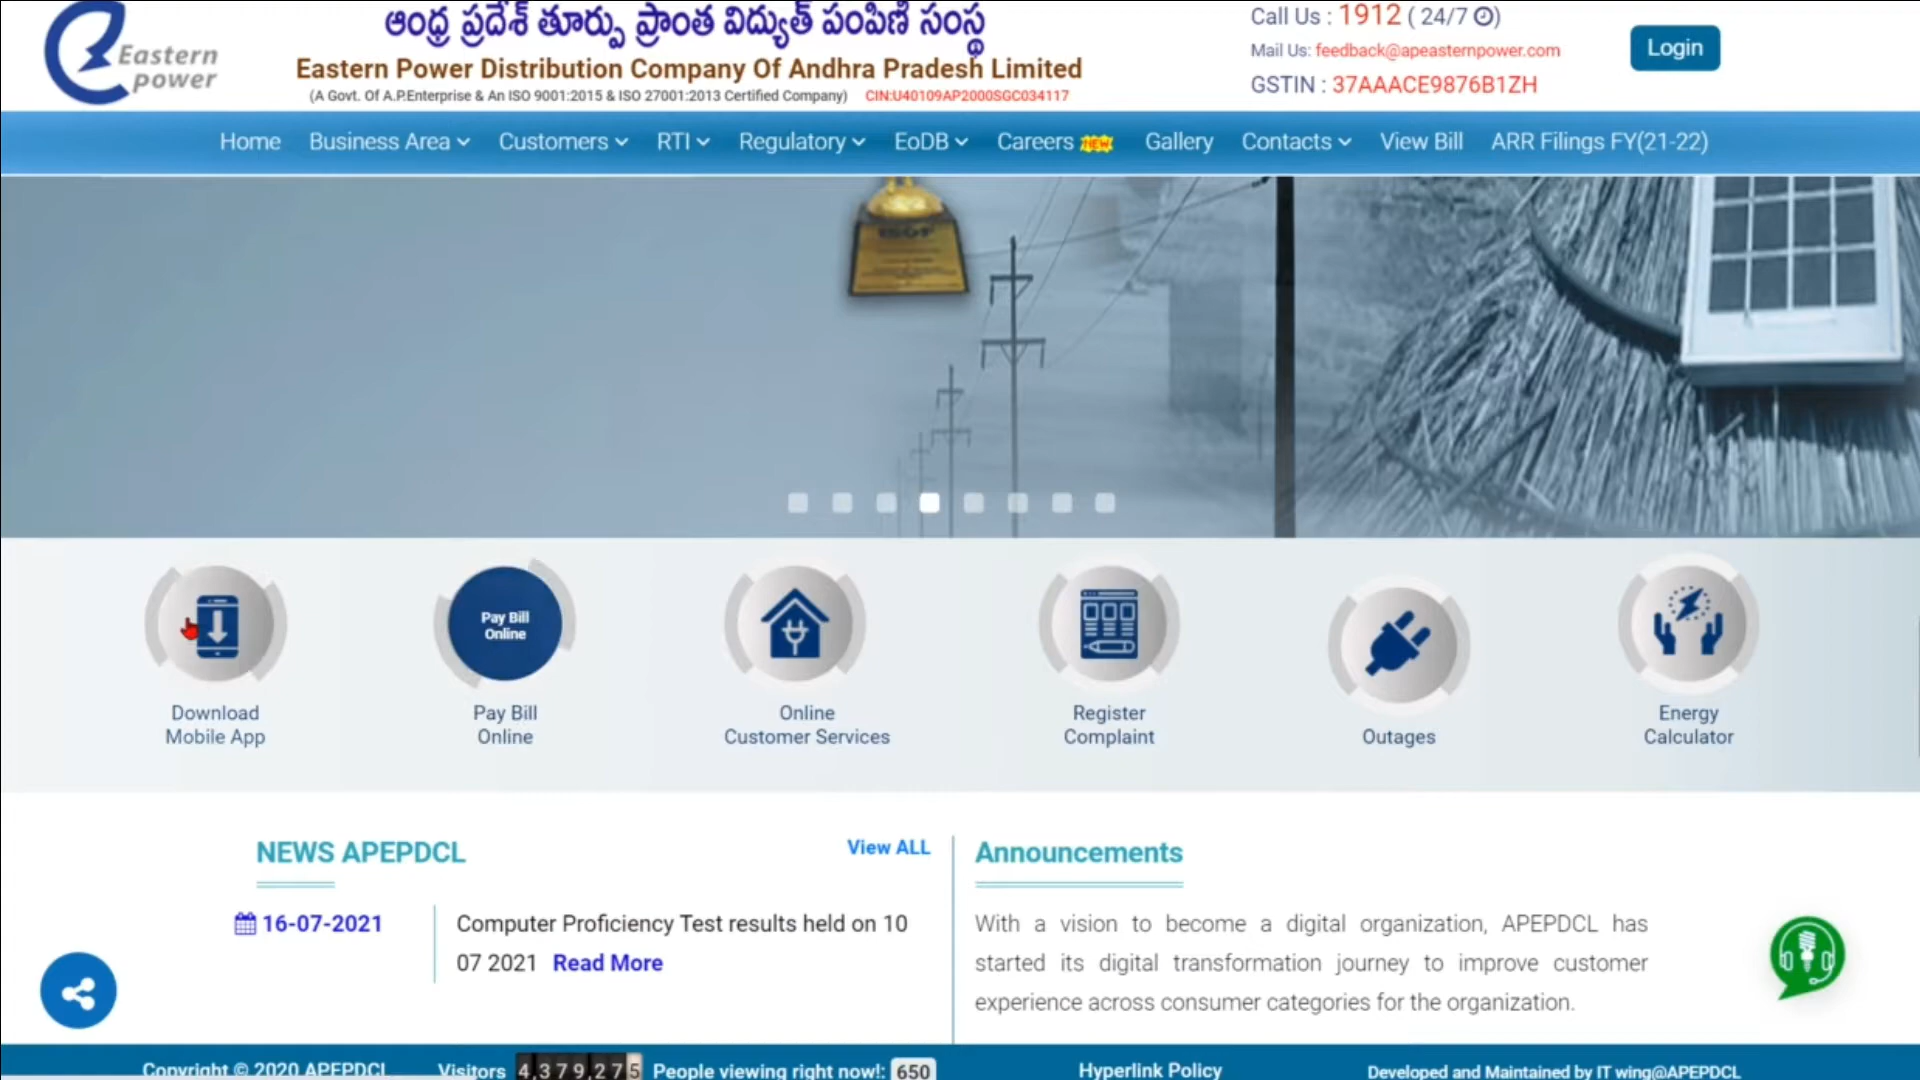 Eastern
power
ఆంధ్ర ప్రదేశ్ తూర్పు ప్రాంత విద్యుత్ పంపిణి సంస్థ
Eastern Power Distribution Company Of Andhra Pradesh Limited
(A Govt. Of A.P.Enterprise & An ISO 9001:2015 & ISO 27001:2013 Certified Company) CIN:U40109AP2000SGC034117
Call Us : 1912 ( 24/7 )
Mail Us: feedback@apeasternpower.com
GSTIN : 37AAACE9876B1ZH
Login
Home Business Area Customers RTI Regulatory EoDB Careers NEW Gallery Contacts View Bill ARR Filings FY(21-22)
Pay Bill
Online
Download
Mobile App
Pay Bill
Online
Online
Customer Services
Register
Complaint
Outages
Energy
Calculator
NEWS APEPDCL
View ALL
16-07-2021
Computer Proficiency Test results held on 10
07 2021 Read More
Announcements
With a vision to become a digital organization, APEPDCL has
started its digital transformation journey to improve customer
experience across consumer categories for the organization.
Copyright © 2020 APEPDCL Visitors 4,379,275 People viewing right now!: 650 Hyperlink Policy Developed and Maintained by IT wing@APEPDCL